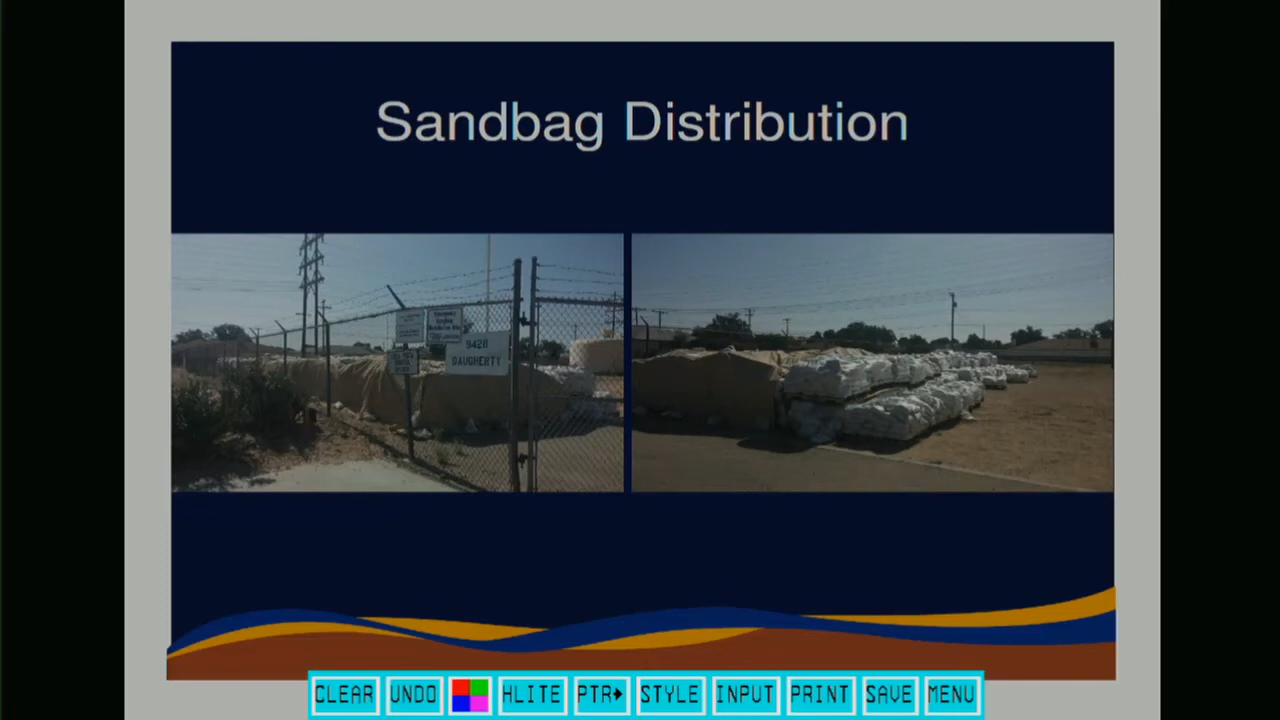 Sandbag Distribution
9428
DAUGHERTY
CLEAR UNDO HLITE PTR STYLE INPUT PRINT SAVE MENU